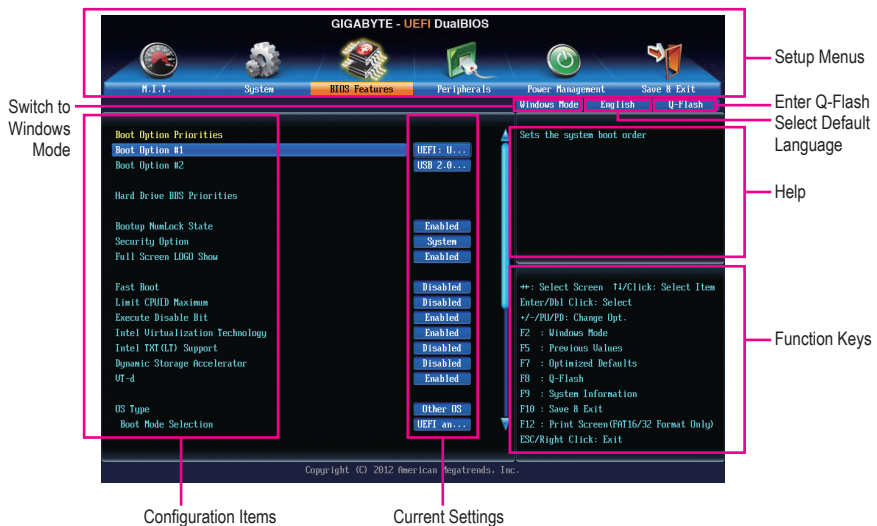 GIGABYTE - UEFI DualBIOS
M.I.T.
System
BIOS Features
Peripherals
Power Management
Save & Exit
Setup Menus
Windows Mode
English
Q-Flash
Switch to
Windows
Mode
Enter Q-Flash
Select Default
Language
Boot Option Priorities
Boot Option #1 UEFI: U...
Boot Option #2 USB 2.0...
Hard Drive BBS Priorities
Bootup NumLock State Enabled
Security Option System
Full Screen LOGO Show Enabled
Fast Boot Disabled
Limit CPUID Maximum Disabled
Execute Disable Bit Enabled
Intel Virtualization Technology Enabled
Intel TXT(LT) Support Disabled
Dynamic Storage Accelerator Disabled
VT-d Enabled
OS Type Other OS
Boot Mode Selection UEFI an...
Sets the system boot order
Help
↔: Select Screen ↑↓/Click: Select Item
Enter/Dbl Click: Select
+/-/PU/PD: Change Opt.
F2 : Windows Mode
F5 : Previous Values
F7 : Optimized Defaults
F8 : Q-Flash
F9 : System Information
F10 : Save & Exit
F12 : Print Screen(FAT16/32 Format Only)
ESC/Right Click: Exit
Function Keys
Copyright (C) 2012 American Megatrends, Inc.
Configuration Items
Current Settings